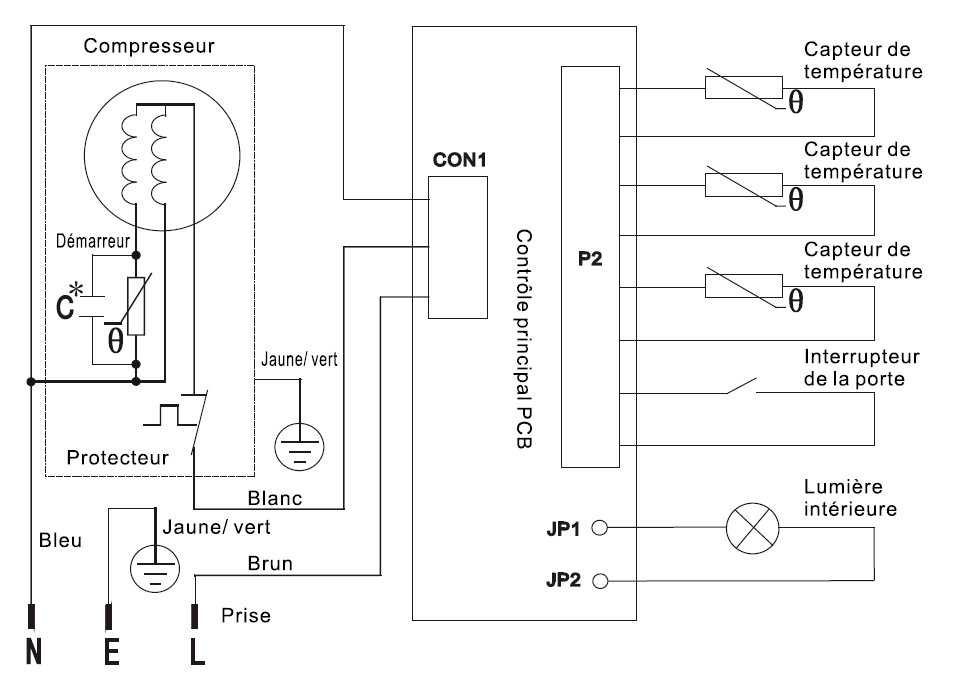 Compresseur
Démarreur
C*
θ
Protecteur
Jaune/ vert
Blanc
Jaune/ vert
Bleu
Brun
Prise
N
E
L
CON1
Contrôle principal PCB
P2
JP1
JP2
Capteur de
température
θ
Capteur de
température
θ
Capteur de
température
θ
Interrupteur
de la porte
Lumière
intérieure